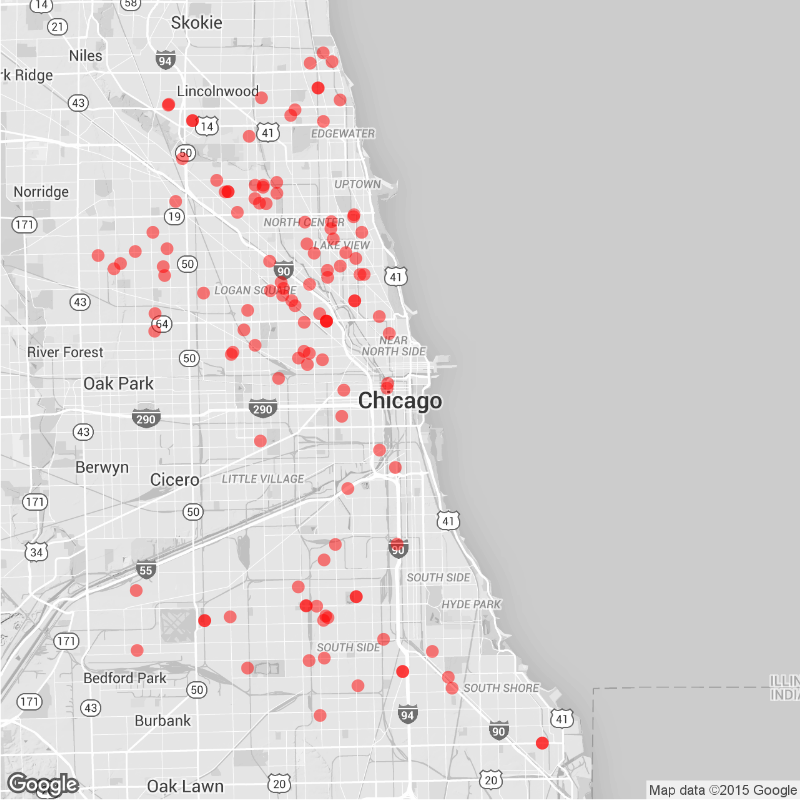 14
58
Skokie
21
Niles
94
rk Ridge
Lincolnwood
43
14
41
EDGEWATER
50
UPTOWN
Norridge
171
19
NORTH CENTER
LAKE VIEW
50
90
41
LOGAN SQUARE
43
64
NEAR
NORTH SIDE
River Forest
50
Oak Park
Chicago
290
290
43
Berwyn
Cicero
LITTLE VILLAGE
171
50
41
34
90
55
SOUTH SIDE
HYDE PARK
171
SOUTH SIDE
Bedford Park
50
SOUTH SHORE
ILLIN
INDIA
171
43
94
41
Burbank
90
Oak Lawn
20
20
Google
Map data ©2015 Google